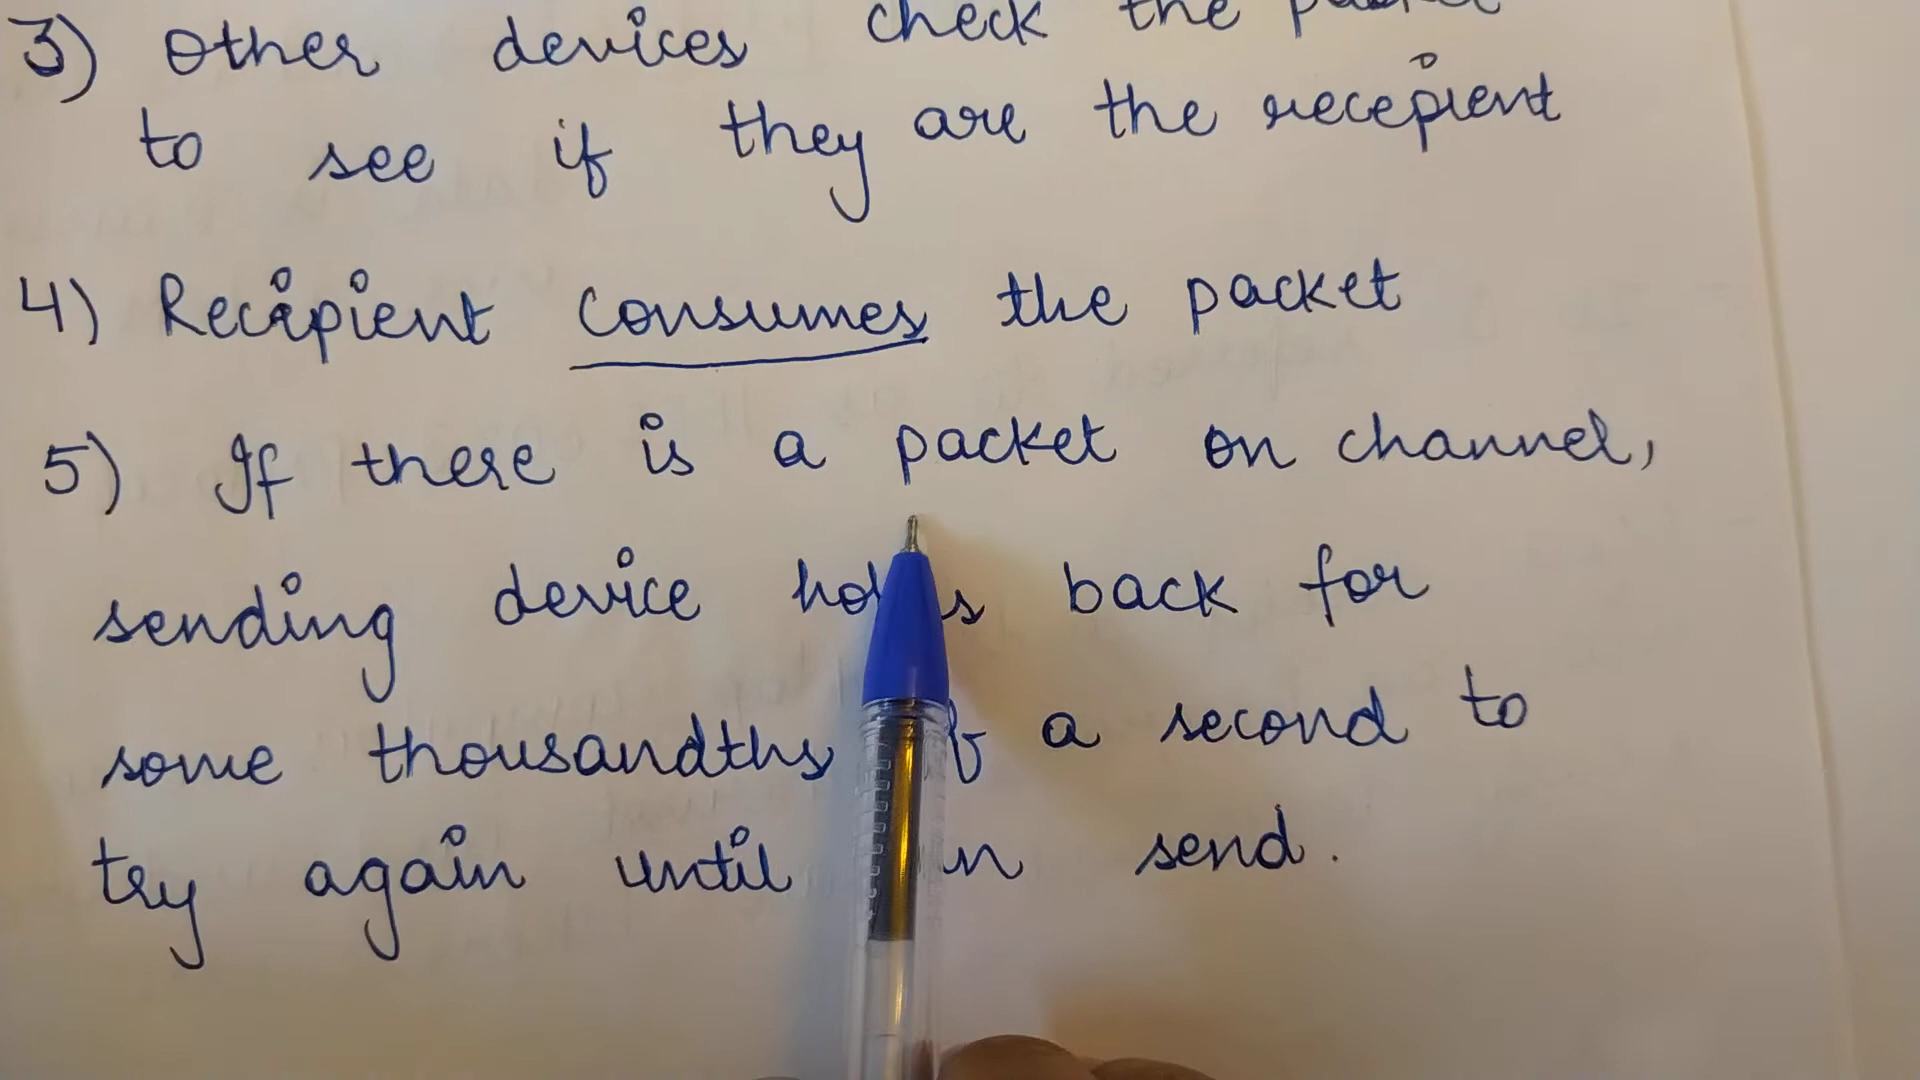 3) Other devices check the packet
to see if they are the recepient
4) Recipient consumes the packet
5) If there is a packet on channel,
sending device back for
some thousandths a second to
try again until send.